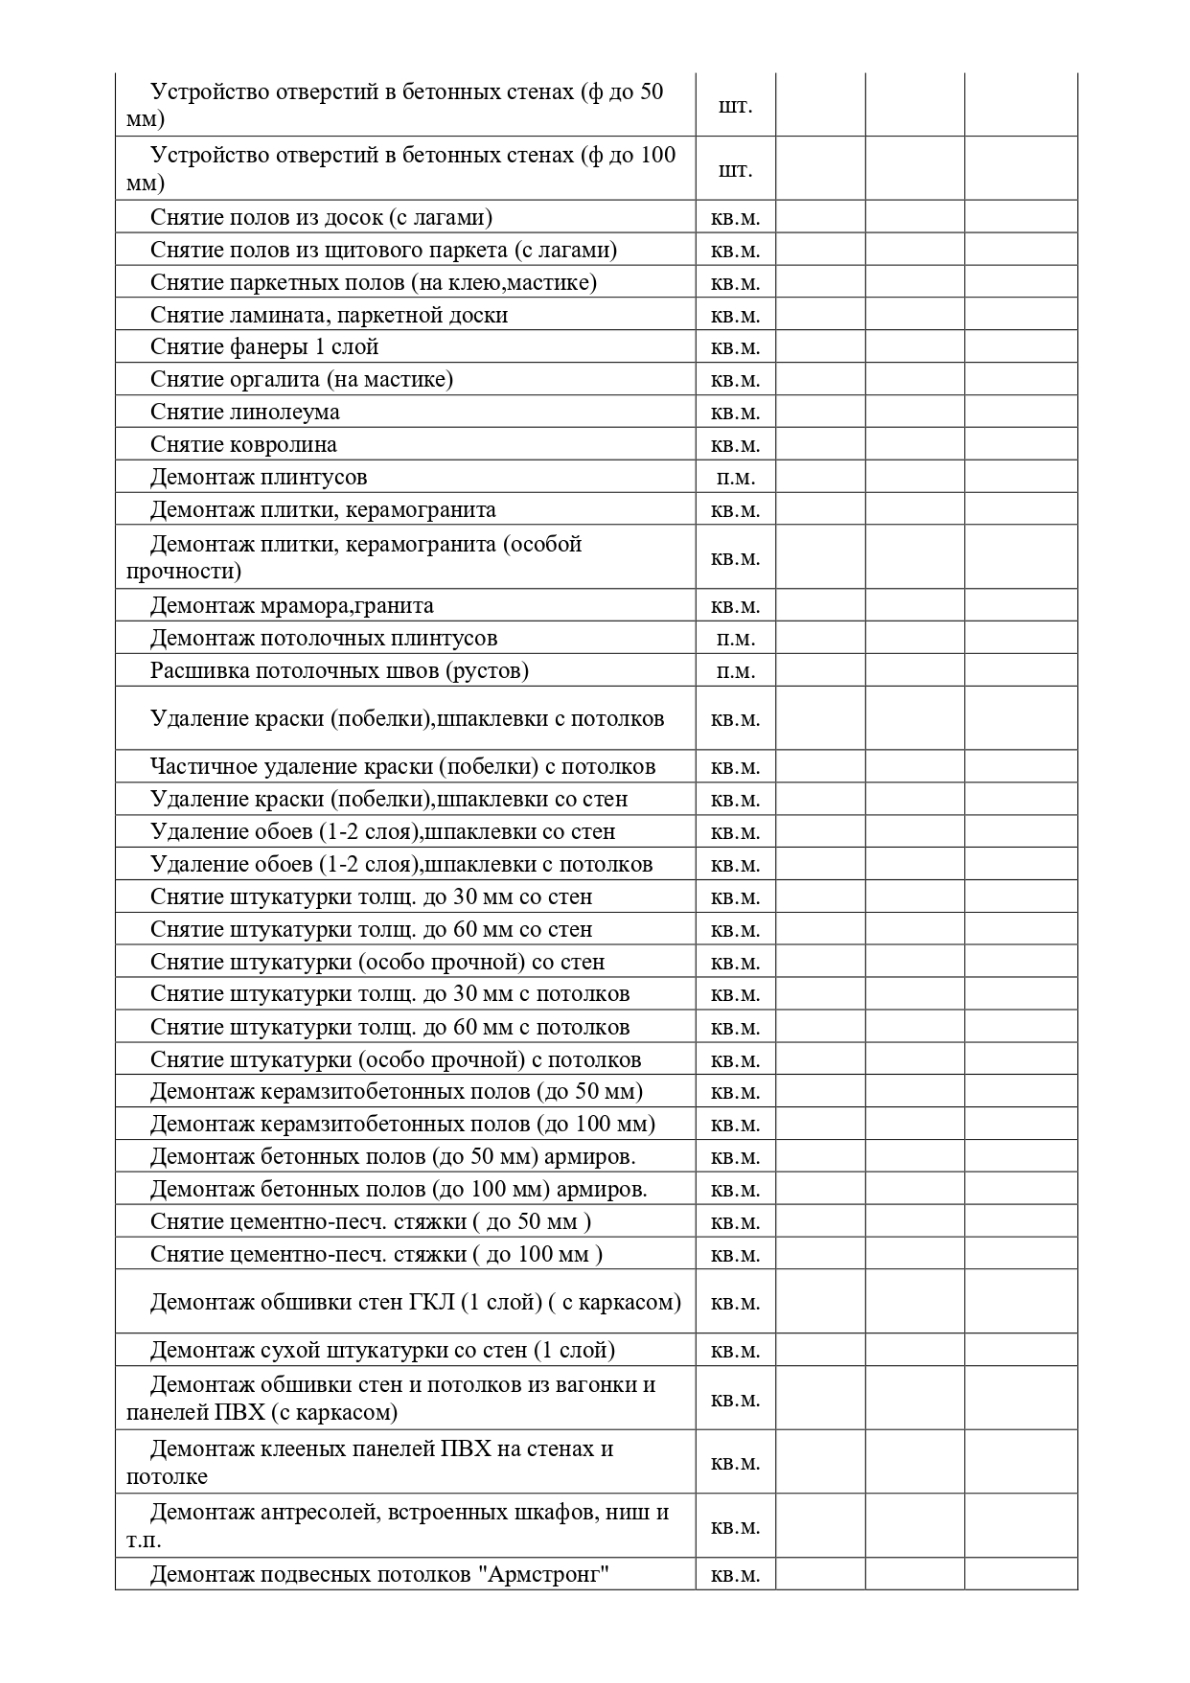 Устройство отверстий в бетонных стенах (ф до 50
мм) шт.
Устройство отверстий в бетонных стенах (ф до 100
мм) шт.
Снятие полов из досок (с лагами) кв.м.
Снятие полов из щитового паркета (с лагами) кв.м.
Снятие паркетных полов (на клею,мастике) кв.м.
Снятие ламината, паркетной доски кв.м.
Снятие фанеры 1 слой кв.м.
Снятие оргалита (на мастике) кв.м.
Снятие линолеума кв.м.
Снятие ковролина кв.м.
Демонтаж плинтусов п.м.
Демонтаж плитки, керамогранита кв.м.
Демонтаж плитки, керамогранита (особой
прочности) кв.м.
Демонтаж мрамора,гранита кв.м.
Демонтаж потолочных плинтусов п.м.
Расшивка потолочных швов (рустов) п.м.
Удаление краски (побелки),шпаклевки с потолков кв.м.
Частичное удаление краски (побелки) с потолков кв.м.
Удаление краски (побелки),шпаклевки со стен кв.м.
Удаление обоев (1-2 слоя),шпаклевки со стен кв.м.
Удаление обоев (1-2 слоя),шпаклевки с потолков кв.м.
Снятие штукатурки толщ. до 30 мм со стен кв.м.
Снятие штукатурки толщ. до 60 мм со стен кв.м.
Снятие штукатурки (особо прочной) со стен кв.м.
Снятие штукатурки толщ. до 30 мм с потолков кв.м.
Снятие штукатурки толщ. до 60 мм с потолков кв.м.
Снятие штукатурки (особо прочной) с потолков кв.м.
Демонтаж керамзитобетонных полов (до 50 мм) кв.м.
Демонтаж керамзитобетонных полов (до 100 мм) кв.м.
Демонтаж бетонных полов (до 50 мм) армиров. кв.м.
Демонтаж бетонных полов (до 100 мм) армиров. кв.м.
Снятие цементно-песч. стяжки ( до 50 мм ) кв.м.
Снятие цементно-песч. стяжки ( до 100 мм ) кв.м.
Демонтаж обшивки стен ГКЛ (1 слой) ( с каркасом) кв.м.
Демонтаж сухой штукатурки со стен (1 слой) кв.м.
Демонтаж обшивки стен и потолков из вагонки и
панелей ПВХ (с каркасом) кв.м.
Демонтаж клееных панелей ПВХ на стенах и
потолке кв.м.
Демонтаж антресолей, встроенных шкафов, ниш и
т.п. кв.м.
Демонтаж подвесных потолков "Армстронг" кв.м.